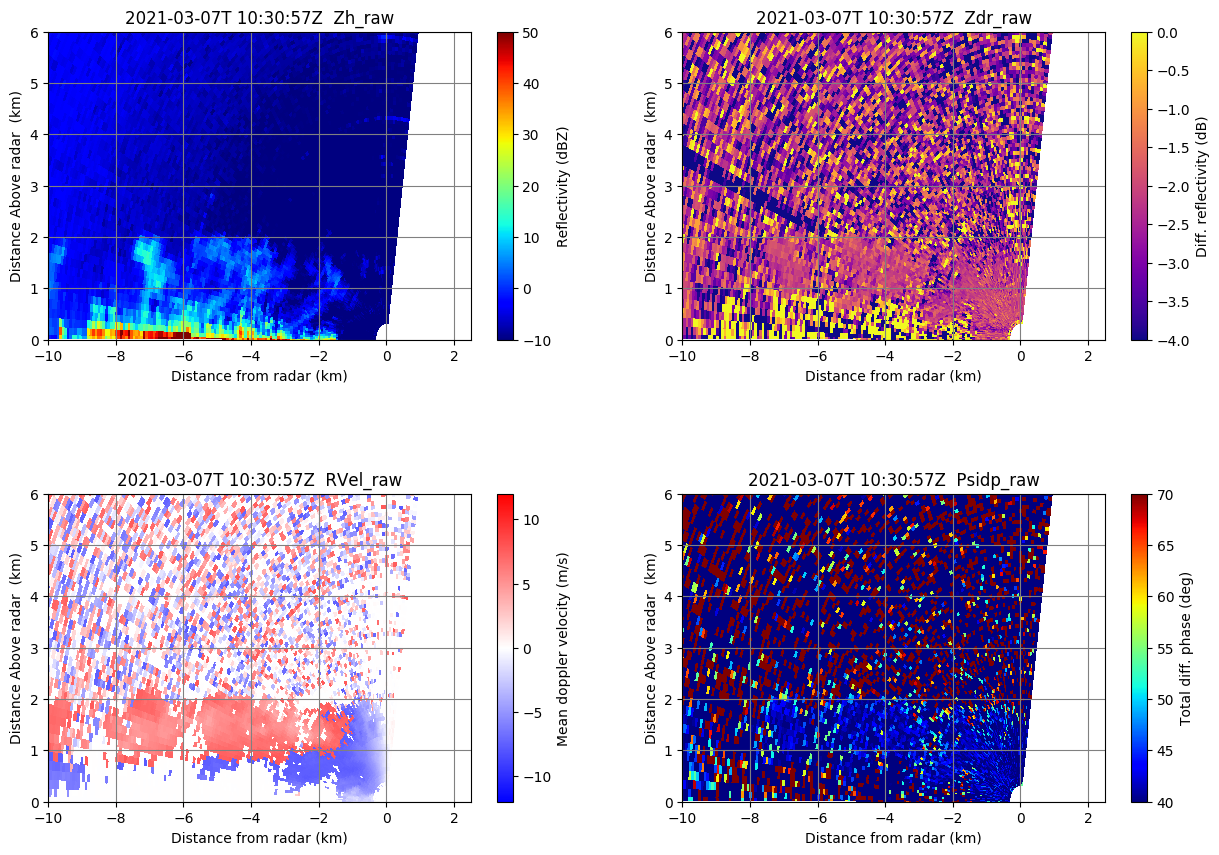 2021-03-07T 10:30:57Z  Zh_raw
Distance Above radar  (km)
6
5
4
3
2
1
0
−10 −8 −6 −4 −2 0 2
Distance from radar (km)
50
40
30
20
10
0
−10
Reflectivity (dBZ)
2021-03-07T 10:30:57Z  Zdr_raw
Distance Above radar  (km)
6
5
4
3
2
1
0
−10 −8 −6 −4 −2 0 2
Distance from radar (km)
0.0
−0.5
−1.0
−1.5
−2.0
−2.5
−3.0
−3.5
−4.0
Diff. reflectivity (dB)
2021-03-07T 10:30:57Z  RVel_raw
Distance Above radar  (km)
6
5
4
3
2
1
0
−10 −8 −6 −4 −2 0 2
Distance from radar (km)
10
5
0
−5
−10
Mean doppler velocity (m/s)
2021-03-07T 10:30:57Z  Psidp_raw
Distance Above radar  (km)
6
5
4
3
2
1
0
−10 −8 −6 −4 −2 0 2
Distance from radar (km)
70
65
60
55
50
45
40
Total diff. phase (deg)